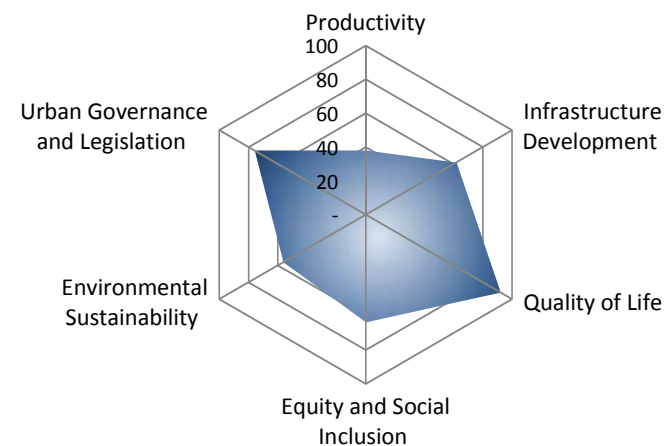 Productivity
100
80
60
40
20
-
Urban Governance
and Legislation
Infrastructure
Development
Environmental
Sustainability
Quality of Life
Equity and Social
Inclusion